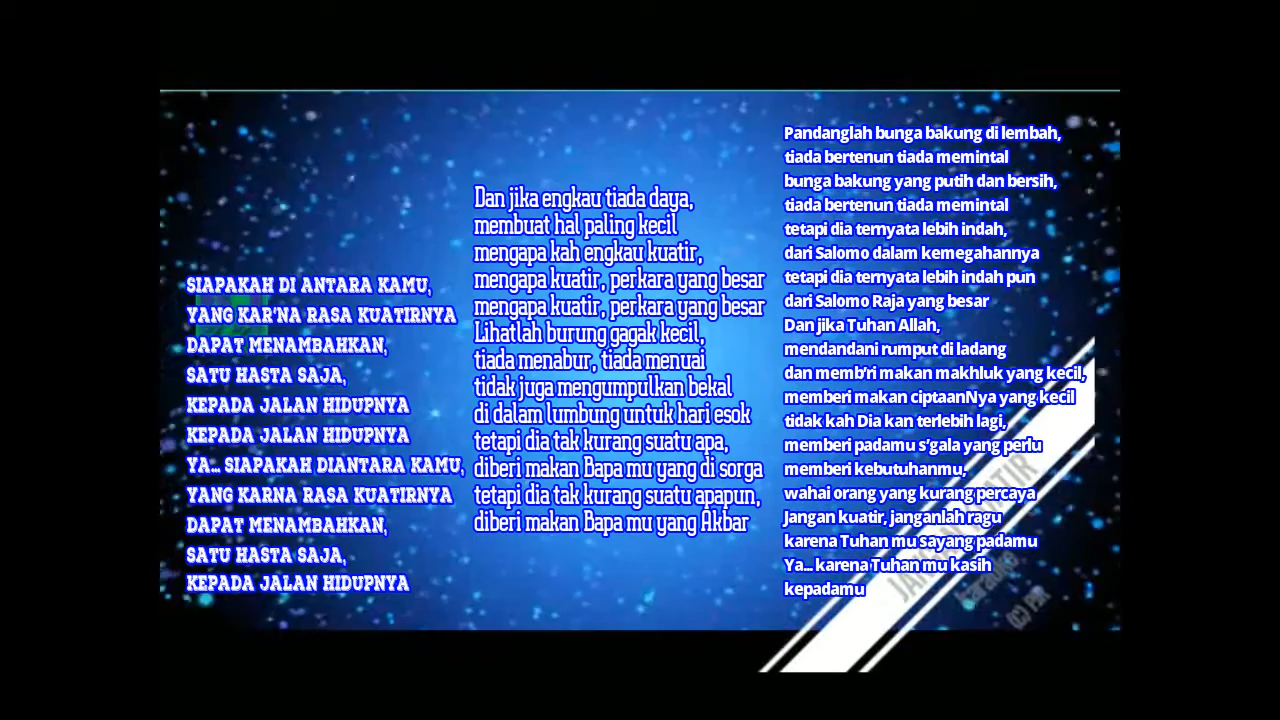 SIAPAKAH DI ANTARA KAMU,
YANG KAR'NA RASA KUATIRNYA
DAPAT MENAMBAHKAN,
SATU HASTA SAJA,
KEPADA JALAN HIDUPNYA
KEPADA JALAN HIDUPNYA
YA... SIAPAKAH DIANTARA KAMU,
YANG KARNA RASA KUATIRNYA
DAPAT MENAMBAHKAN,
SATU HASTA SAJA,
KEPADA JALAN HIDUPNYA
Dan jika engkau tiada daya,
membuat hal paling kecil
mengapa kah engkau kuatir,
mengapa kuatir, perkara yang besar
mengapa kuatir, perkara yang besar
Lihatlah burung gagak kecil,
tiada menabur, tiada menuai
tidak juga mengumpulkan bekal
di dalam lumbung untuk hari esok
tetapi dia tak kurang suatu apa,
diberi makan Bapa mu yang di sorga
tetapi dia tak kurang suatu apapun,
diberi makan Bapa mu yang Akbar
Pandanglah bunga bakung di lembah,
tiada bertenun tiada memintal
bunga bakung yang putih dan bersih,
tiada bertenun tiada memintal
tetapi dia ternyata lebih indah,
dari Salomo dalam kemegahannya
tetapi dia ternyata lebih indah pun
dari Salomo Raja yang besar
Dan jika Tuhan Allah,
mendandani rumput di ladang
dan memb'ri makan makhluk yang kecil,
memberi makan ciptaanNya yang kecil
tidak kah Dia kan terlebih lagi,
memberi padamu s'gala yang perlu
memberi kebutuhanmu,
wahai orang yang kurang percaya
Jangan kuatir, janganlah ragu
karena Tuhan mu sayang padamu
Ya... karena Tuhan mu kasih
kepadamu
karaoke